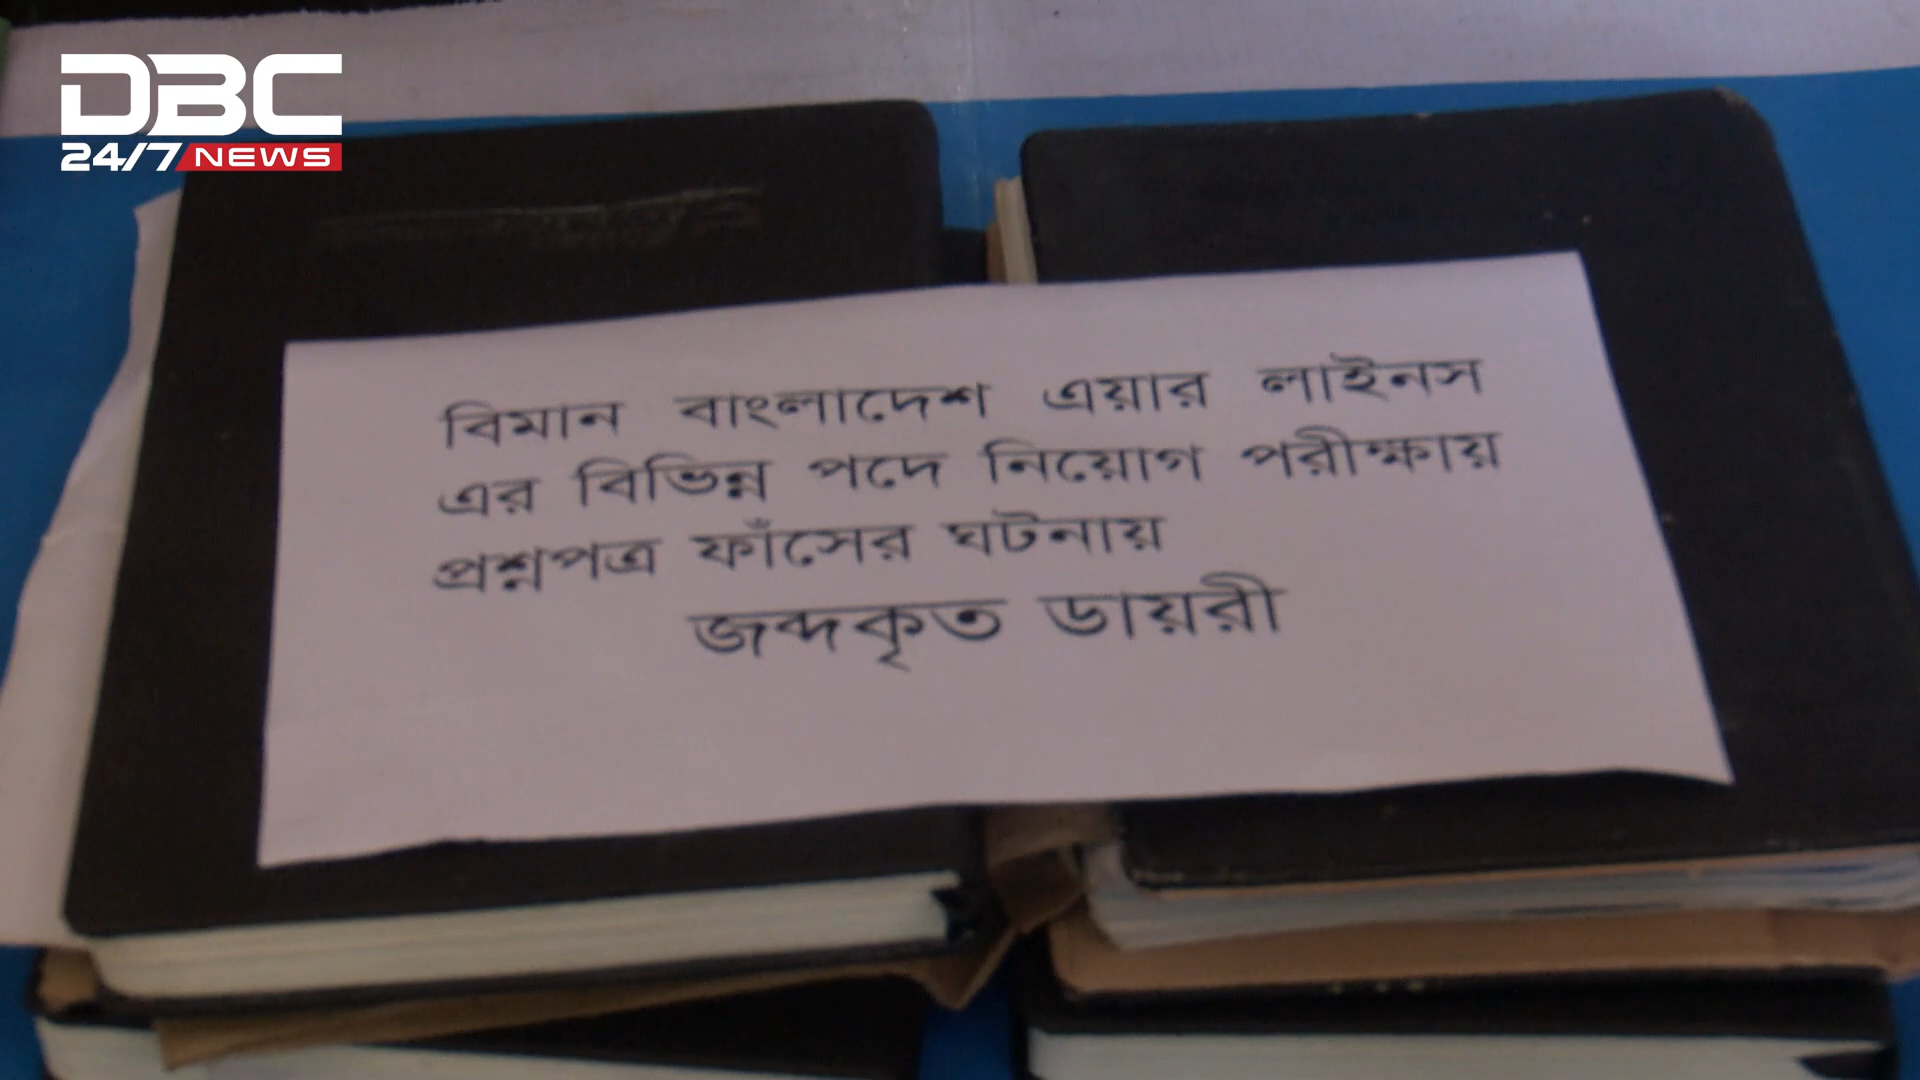 DBC
24/7 NEWS
বিমান বাংলাদেশ এয়ার লাইনস
এর বিভিন্ন পদে নিয়োগ পরীক্ষায়
প্রশ্নপত্র ফাঁসের ঘটনায়
জব্দকৃত ডায়রী